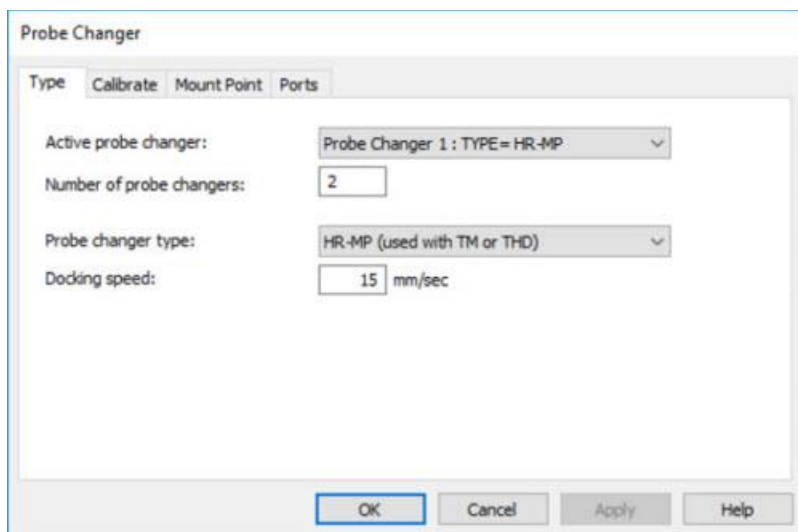 Probe Changer
Type Calibrate Mount Point Ports
Active probe changer: Probe Changer 1 : TYPE= HR-MP
Number of probe changers: 2
Probe changer type: HR-MP (used with TM or THD)
Docking speed: 15 mm/sec
OK Cancel Apply Help